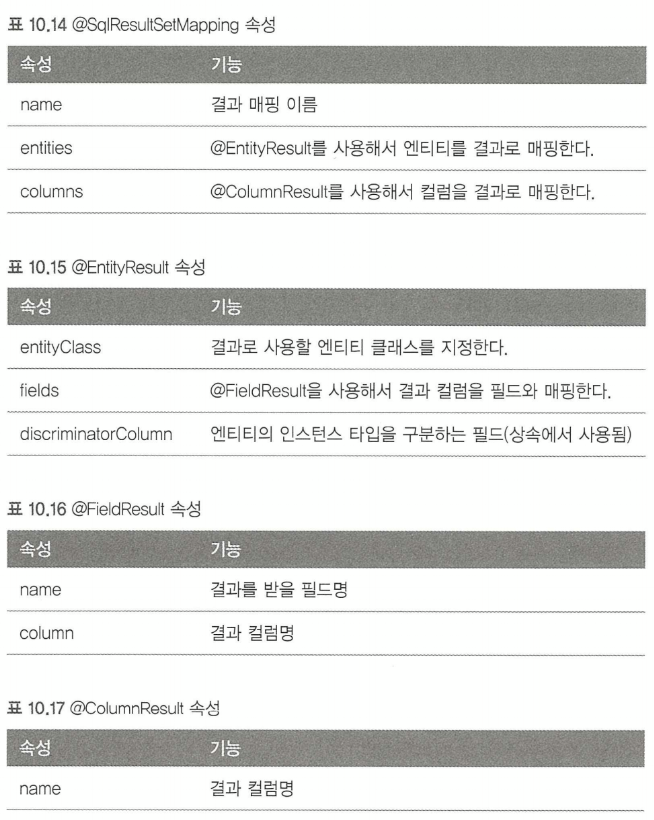 표 10.14 @SqlResultSetMapping 속성
속성 기능
name 결과 매핑 이름
entities @EntityResult를 사용해서 엔티티를 결과로 매핑한다.
columns @ColumnResult를 사용해서 컬럼을 결과로 매핑한다.
표 10.15 @EntityResult 속성
속성 기능
entityClass 결과로 사용할 엔티티 클래스를 지정한다.
fields @FieldResult을 사용해서 결과 컬럼을 필드와 매핑한다.
discriminatorColumn 엔티티의 인스턴스 타입을 구분하는 필드(상속에서 사용됨)
표 10.16 @FieldResult 속성
속성 기능
name 결과를 받을 필드명
column 결과 컬럼명
표 10.17 @ColumnResult 속성
속성 기능
name 결과 컬럼명